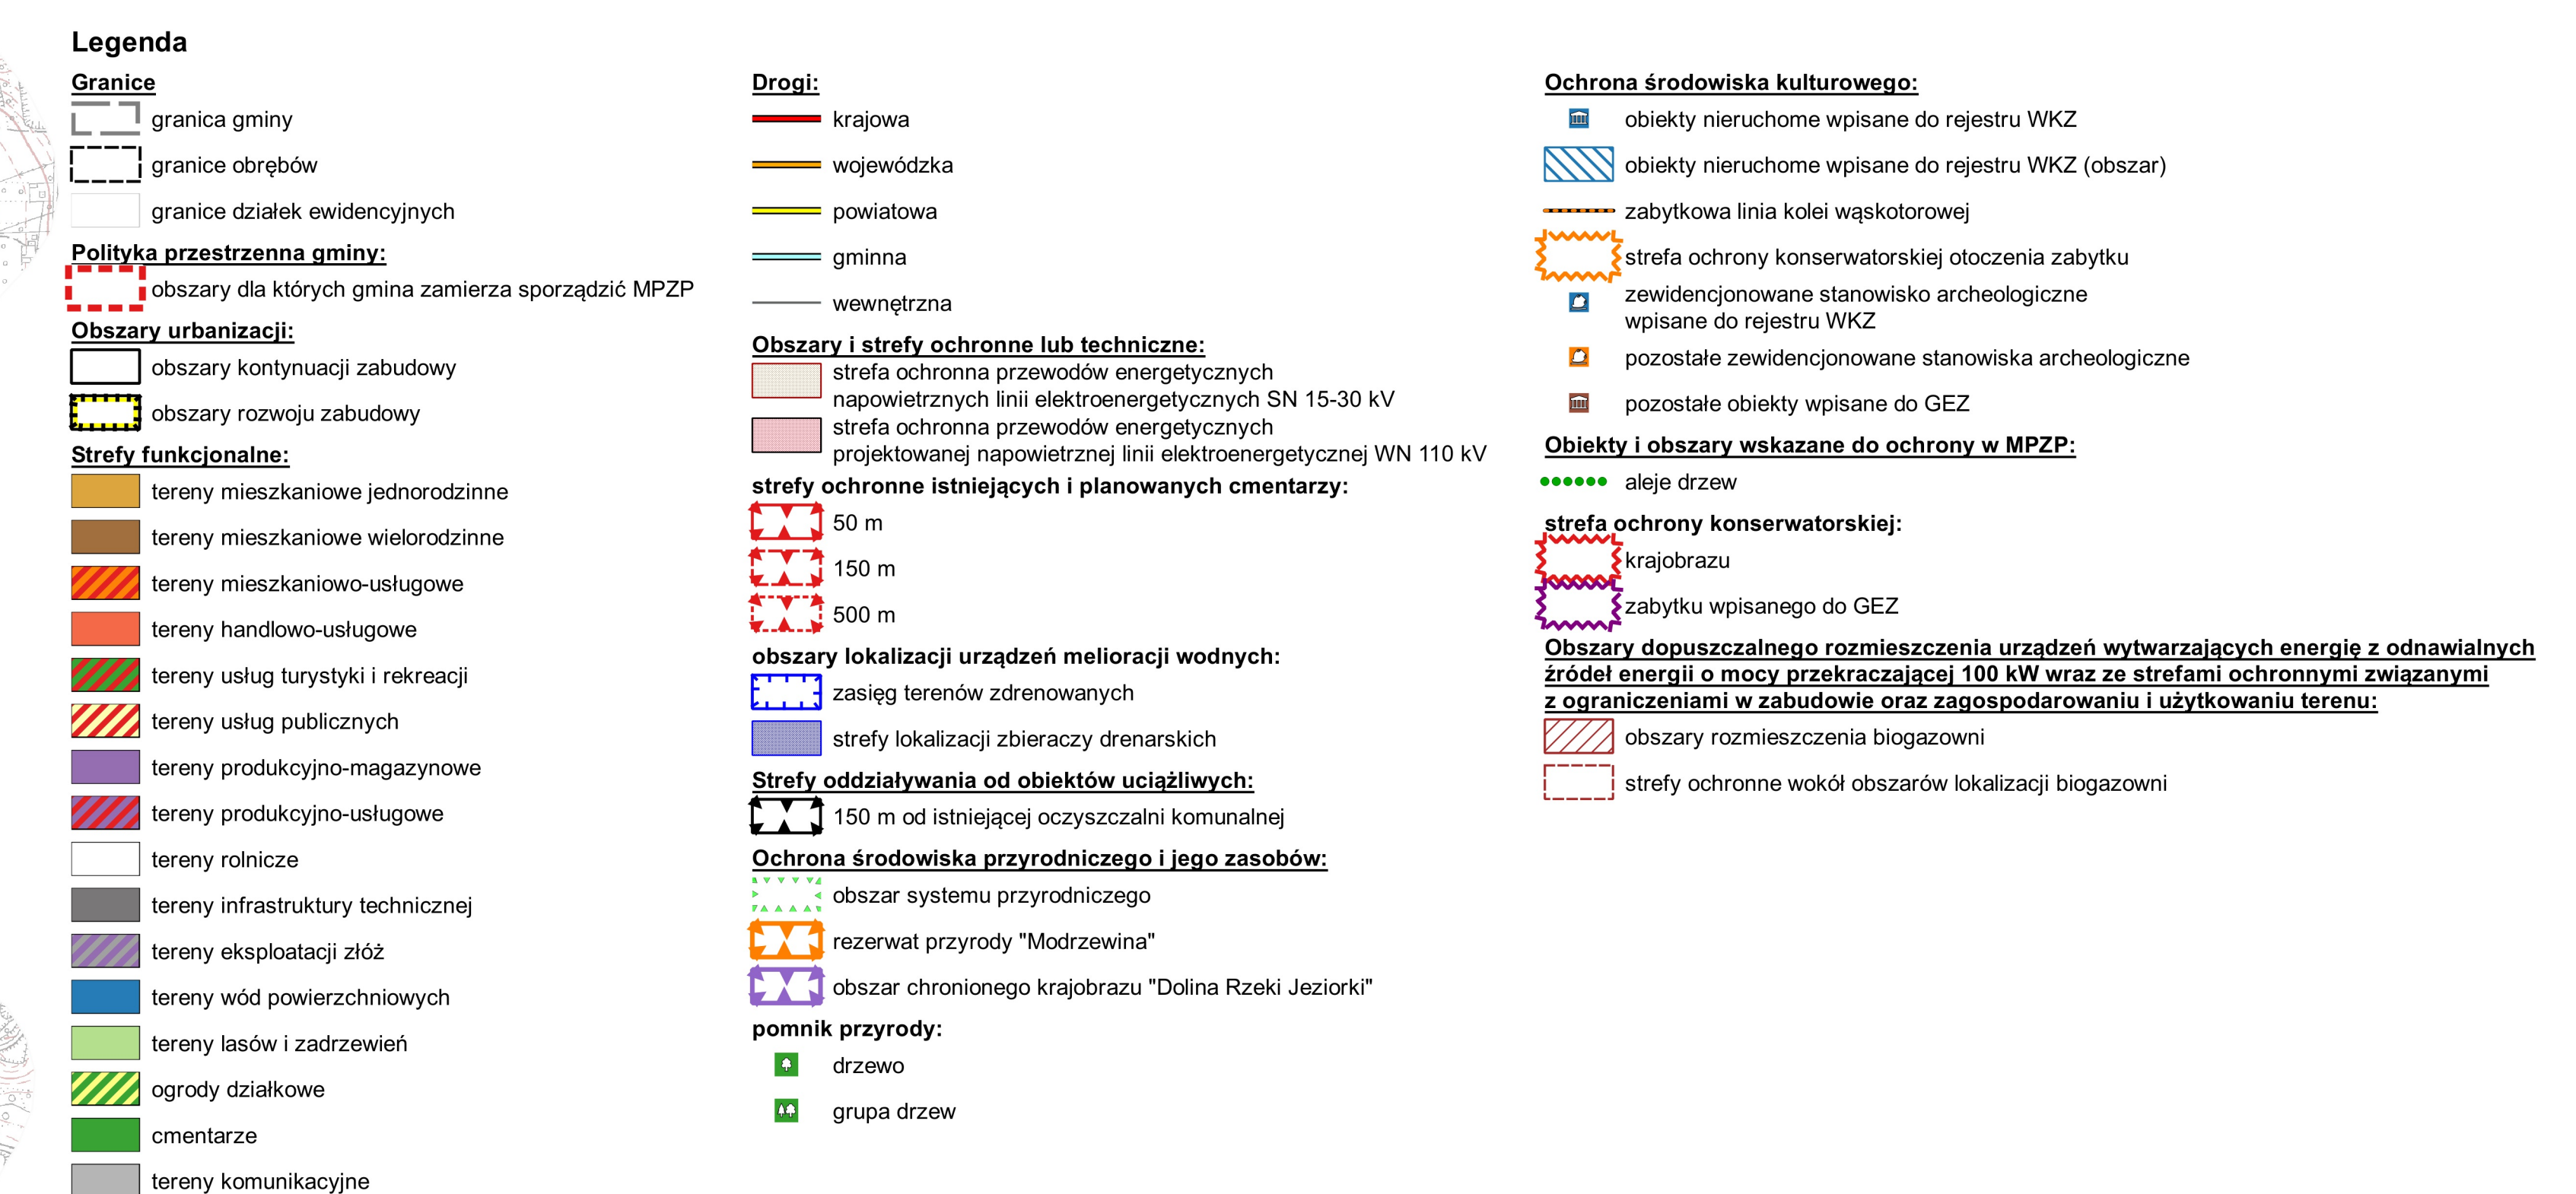 Legenda
Granice
granica gminy
granice obrębów
granice działek ewidencyjnych
Polityka przestrzenna gminy:
obszary dla których gmina zamierza sporządzić MPZP
Obszary urbanizacji:
obszary kontynuacji zabudowy
obszary rozwoju zabudowy
Strefy funkcjonalne:
tereny mieszkaniowe jednorodzinne
tereny mieszkaniowe wielorodzinne
tereny mieszkaniowo-usługowe
tereny handlowo-usługowe
tereny usług turystyki i rekreacji
tereny usług publicznych
tereny produkcyjno-magazynowe
tereny produkcyjno-usługowe
tereny rolnicze
tereny infrastruktury technicznej
tereny eksploatacji złóż
tereny wód powierzchniowych
tereny lasów i zadrzewień
ogrody działkowe
cmentarze
tereny komunikacyjne
Drogi:
krajowa
wojewódzka
powiatowa
gminna
wewnętrzna
Obszary i strefy ochronne lub techniczne:
strefa ochronna przewodów energetycznych
napowietrznych linii elektroenergetycznych SN 15-30 kV
strefa ochronna przewodów energetycznych
projektowanej napowietrznej linii elektroenergetycznej WN 110 kV
strefy ochronne istniejących i planowanych cmentarzy:
50 m
150 m
500 m
obszary lokalizacji urządzeń melioracji wodnych:
zasięg terenów zdrenowanych
strefy lokalizacji zbieraczy drenarskich
Strefy oddziaływania od obiektów uciążliwych:
150 m od istniejącej oczyszczalni komunalnej
Ochrona środowiska przyrodniczego i jego zasobów:
obszar systemu przyrodniczego
rezerwat przyrody "Modrzewina"
obszar chronionego krajobrazu "Dolina Rzeki Jeziorki"
pomnik przyrody:
drzewo
grupa drzew
Ochrona środowiska kulturowego:
obiekty nieruchome wpisane do rejestru WKZ
obiekty nieruchome wpisane do rejestru WKZ (obszar)
zabytkowa linia kolei wąskotorowej
strefa ochrony konserwatorskiej otoczenia zabytku
zewidencjonowane stanowisko archeologiczne
wpisane do rejestru WKZ
pozostałe zewidencjonowane stanowiska archeologiczne
pozostałe obiekty wpisane do GEZ
Obiekty i obszary wskazane do ochrony w MPZP:
aleje drzew
strefa ochrony konserwatorskiej:
krajobrazu
zabytku wpisanego do GEZ
Obszary dopuszczalnego rozmieszczenia urządzeń wytwarzających energię z odnawialnych
źródeł energii o mocy przekraczającej 100 kW wraz ze strefami ochronnymi związanymi
z ograniczeniami w zabudowie oraz zagospodarowaniu i użytkowaniu terenu:
obszary rozmieszczenia biogazowni
strefy ochronne wokół obszarów lokalizacji biogazowni